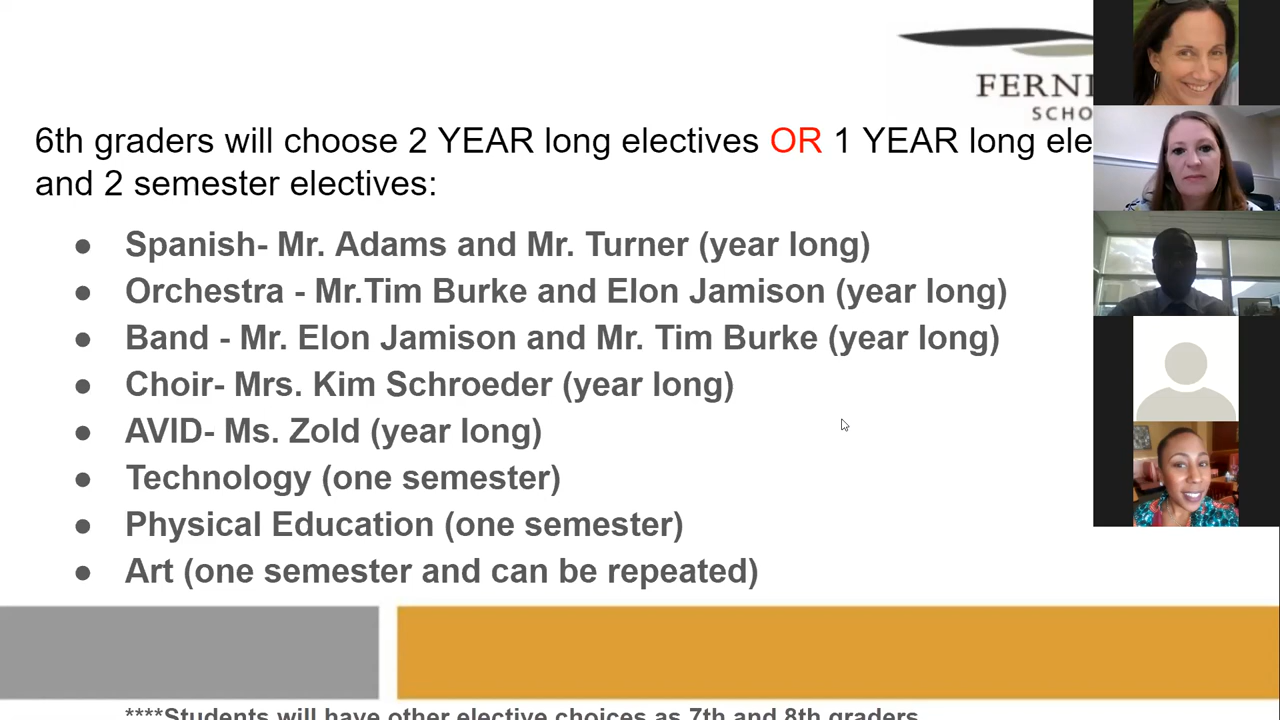 FERN
SCHO
6th graders will choose 2 YEAR long electives OR 1 YEAR long ele
and 2 semester electives:
● Spanish- Mr. Adams and Mr. Turner (year long)
● Orchestra - Mr.Tim Burke and Elon Jamison (year long)
● Band - Mr. Elon Jamison and Mr. Tim Burke (year long)
● Choir- Mrs. Kim Schroeder (year long)
● AVID- Ms. Zold (year long)
● Technology (one semester)
● Physical Education (one semester)
● Art (one semester and can be repeated)
****Students will have other elective choices as 7th and 8th graders